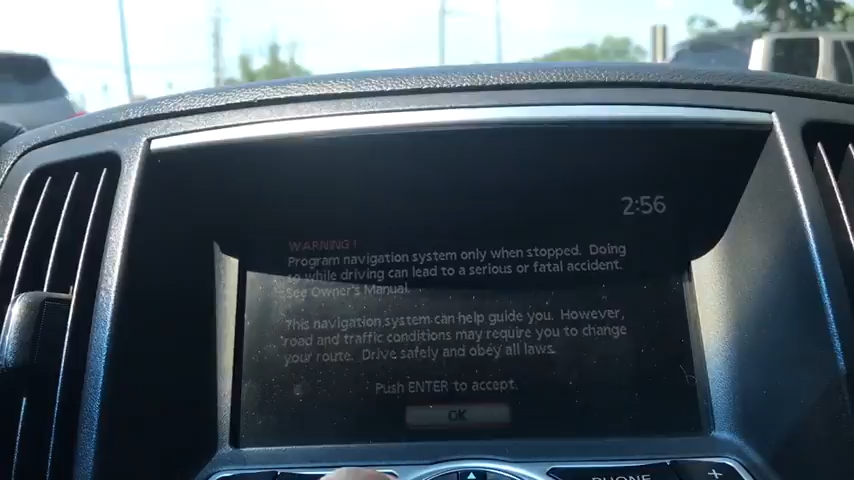 2:56
WARNING!
Program navigation system only when stopped. Doing
so while driving can lead to a serious or fatal accident.
See Owner's Manual.
This navigation system can help guide you. However,
road and traffic conditions may require you to change
your route. Drive safely and obey all laws.
Push ENTER to accept.
OK
PHONE
+